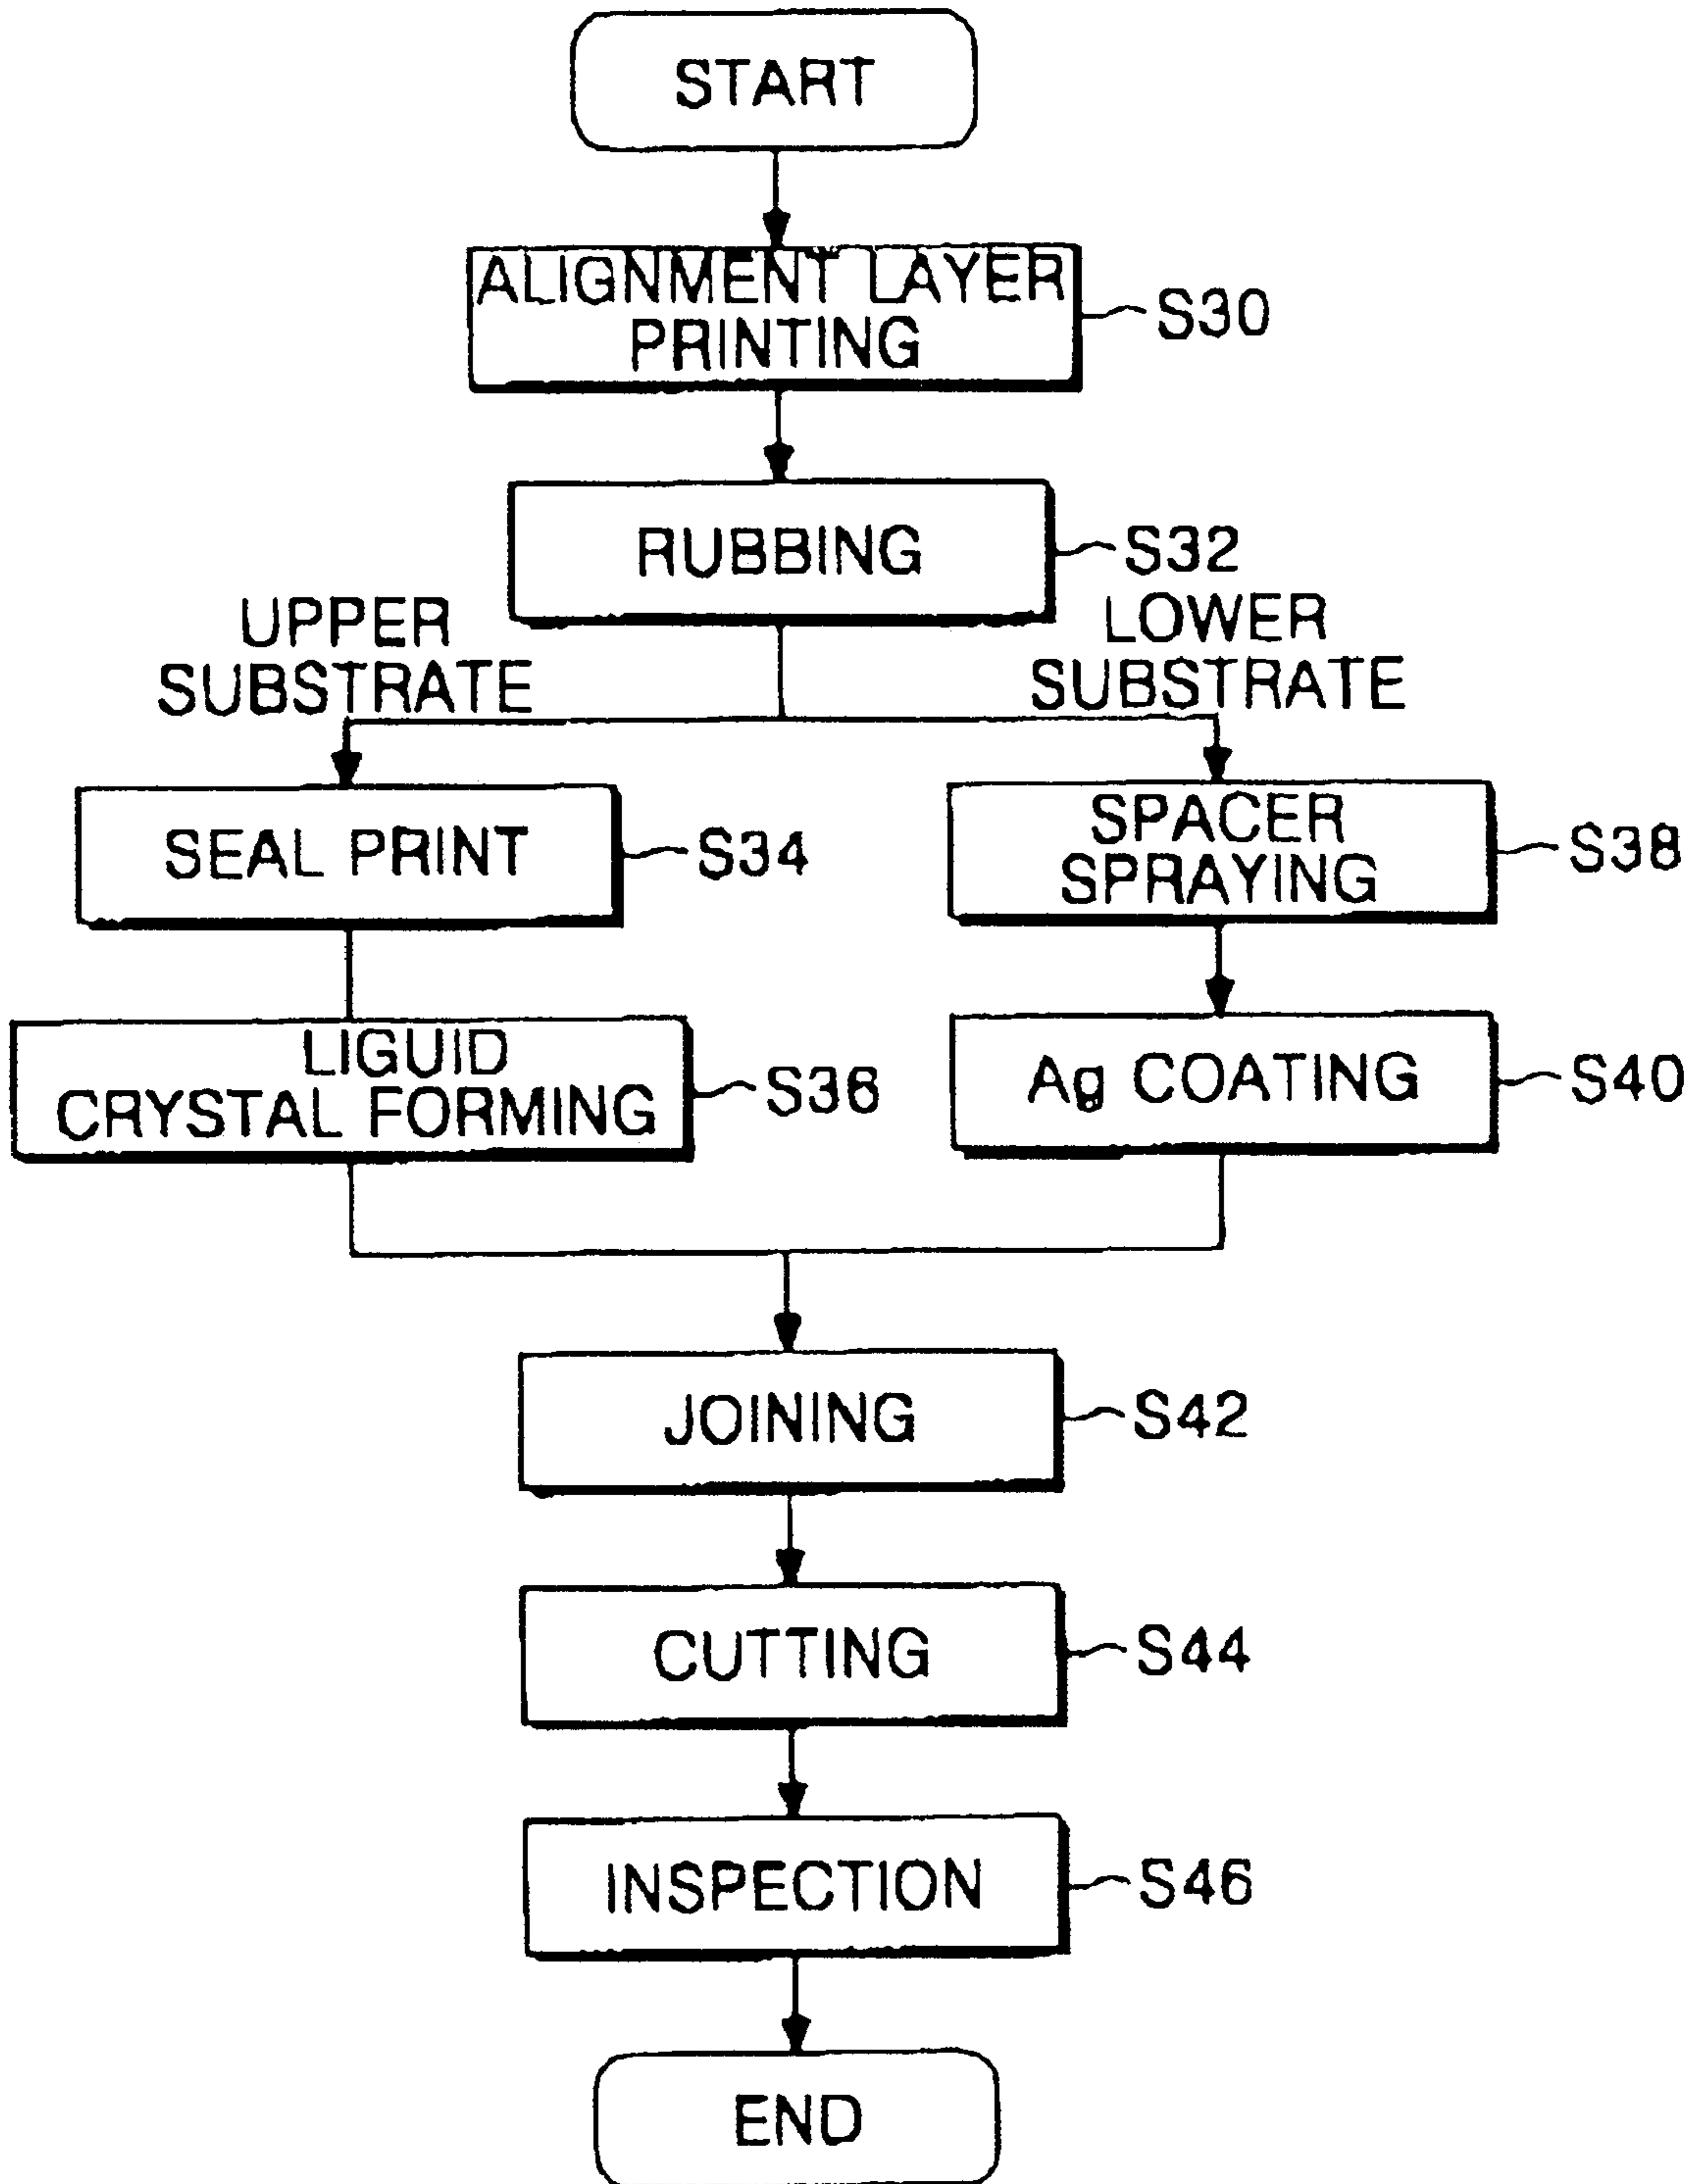 START
ALIGNMENT LAYER
PRINTING
S30
RUBBING
S32
UPPER
SUBSTRATE
LOWER
SUBSTRATE
SEAL PRINT
S34
SPACER
SPRAYING
S38
LIGUID
CRYSTAL FORMING
S36
Ag COATING
S40
JOINING
S42
CUTTING
S44
INSPECTION
S46
END